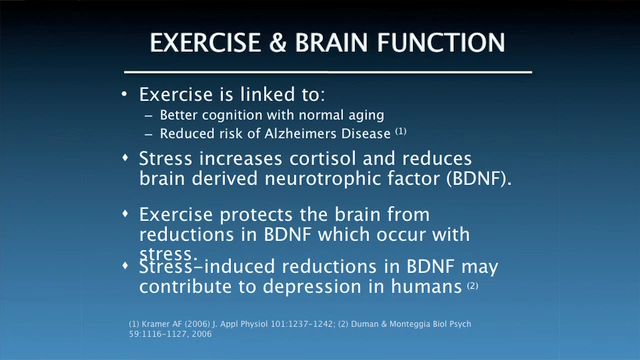 EXERCISE & BRAIN FUNCTION
• Exercise is linked to:
– Better cognition with normal aging
– Reduced risk of Alzheimers Disease (1)
♦ Stress increases cortisol and reduces
brain derived neurotrophic factor (BDNF).
♦ Exercise protects the brain from
reductions in BDNF which occur with
stress.
♦ Stress-induced reductions in BDNF may
contribute to depression in humans (2)
(1) Kramer AF (2006) J. Appl Physiol 101:1237-1242; (2) Duman & Monteggia Biol Psych
59:1116-1127, 2006